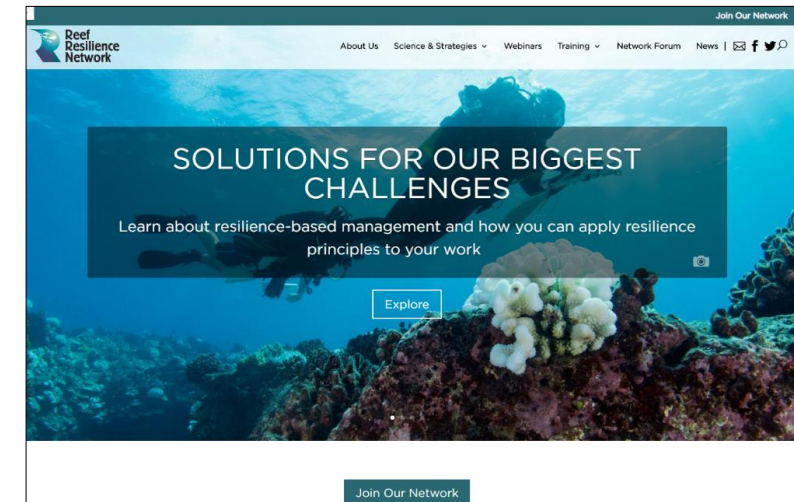 Join Our Network
Reef
Resilience
Network
About Us Science & Strategies Webinars Training Network Forum News |
SOLUTIONS FOR OUR BIGGEST
CHALLENGES
Learn about resilience-based management and how you can apply resilience
principles to your work
Explore
Join Our Network